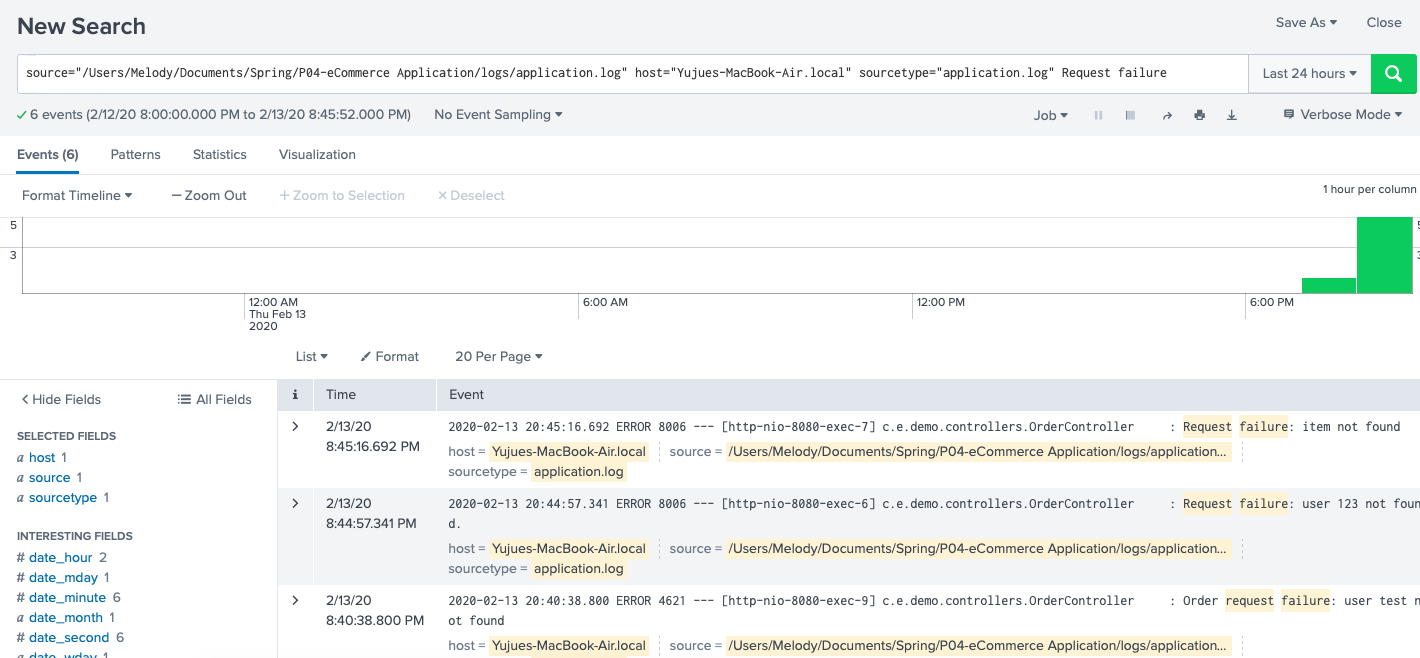 New Search
Save As
Close
source="/Users/Melody/Documents/Spring/P04-eCommerce Application/logs/application.log" host="Yujues-MacBook-Air.local" sourcetype="application.log" Request failure
Last 24 hours
6 events (2/12/20 8:00:00.000 PM to 2/13/20 8:45:52.000 PM)
No Event Sampling
Job
Verbose Mode
Events (6)
Patterns
Statistics
Visualization
Format Timeline
— Zoom Out
+ Zoom to Selection
× Deselect
1 hour per column
5
5
3
3
12:00 AM
Thu Feb 13
2020
6:00 AM
12:00 PM
6:00 PM
List
Format
20 Per Page
< Hide Fields
All Fields
i
Time
Event
SELECTED FIELDS
a host 1
a source 1
a sourcetype 1
INTERESTING FIELDS
# date_hour 2
# date_mday 1
# date_minute 6
a date_month 1
# date_second 6
a date_wday 1
> 2/13/20
8:45:16.692 PM
2020-02-13 20:45:16.692 ERROR 8006 --- [http-nio-8080-exec-7] c.e.demo.controllers.OrderController : Request failure: item not found
host = Yujues-MacBook-Air.local source = /Users/Melody/Documents/Spring/P04-eCommerce Application/logs/application...
sourcetype = application.log
> 2/13/20
8:44:57.341 PM
2020-02-13 20:44:57.341 ERROR 8006 --- [http-nio-8080-exec-6] c.e.demo.controllers.OrderController : Request failure: user 123 not foun
d.
host = Yujues-MacBook-Air.local source = /Users/Melody/Documents/Spring/P04-eCommerce Application/logs/application...
sourcetype = application.log
> 2/13/20
8:40:38.800 PM
2020-02-13 20:40:38.800 ERROR 4621 --- [http-nio-8080-exec-9] c.e.demo.controllers.OrderController : Order request failure: user test n
ot found
host = Yujues-MacBook-Air.local source = /Users/Melody/Documents/Spring/P04-eCommerce Application/logs/application...